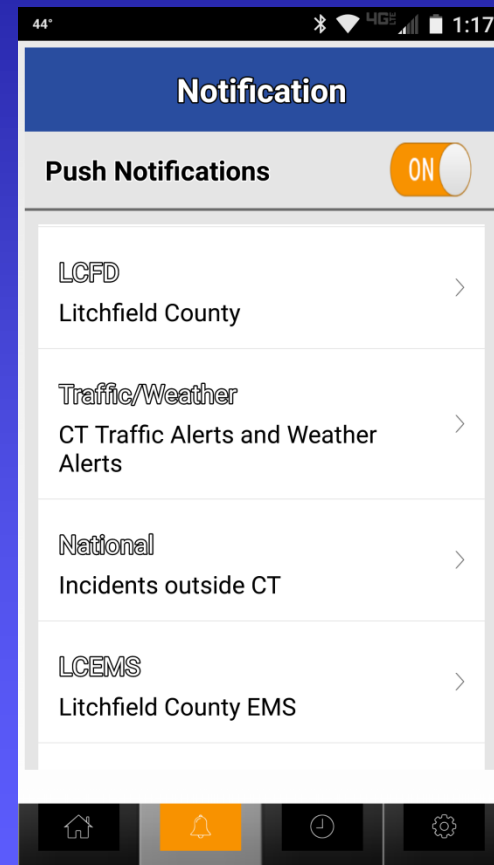 44°
4G 1:17
Notification
Push Notifications ON
LCFD
Litchfield County
Traffic/Weather
CT Traffic Alerts and Weather
Alerts
National
Incidents outside CT
LCEMS
Litchfield County EMS